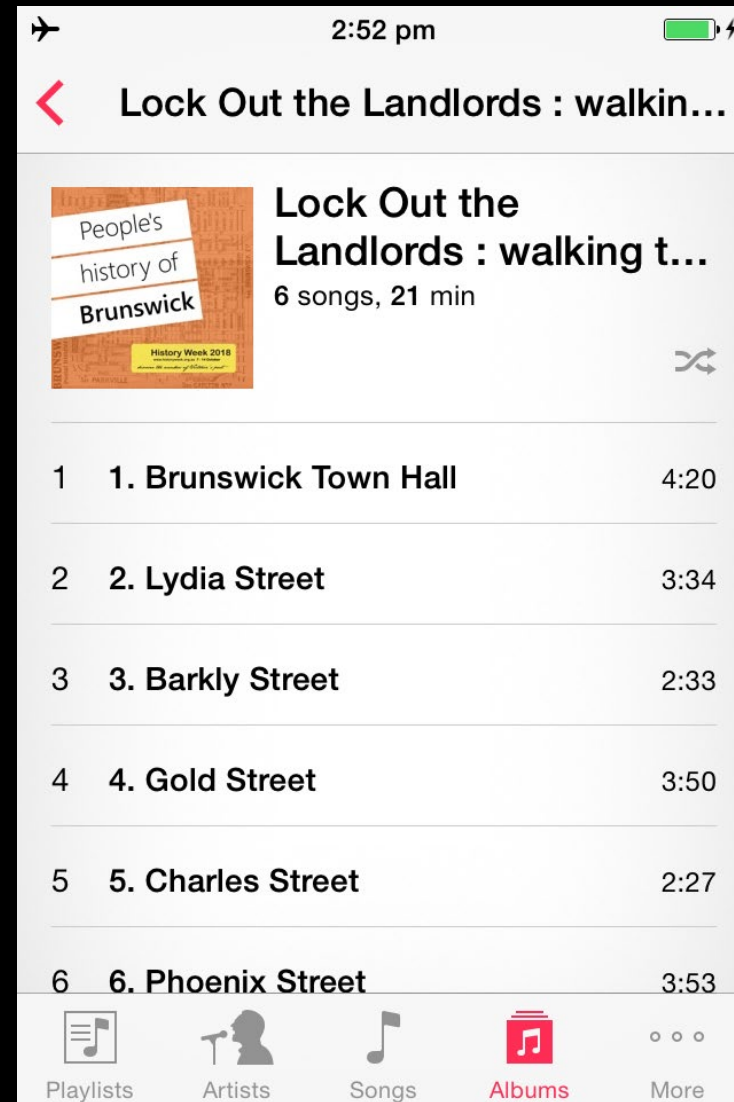 2:52 pm
Lock Out the Landlords : walkin...
People's
history of
Brunswick
History Week 2018
BRUNSW
PARKVILLE
Lock Out the
Landlords : walking t...
6 songs, 21 min
1 1. Brunswick Town Hall 4:20
2 2. Lydia Street 3:34
3 3. Barkly Street 2:33
4 4. Gold Street 3:50
5 5. Charles Street 2:27
6 6. Phoenix Street 3:53
Playlists Artists Songs Albums More